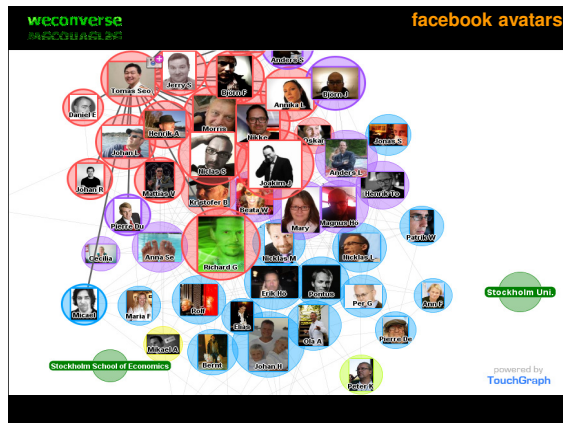 weconverse
facebook avatars
Anders S
Tomas Seo
Jerry S
Bjorn F
Annika L
Bjorn J
Daniel E
Henrik A
Morris
Nikke
Oskar
Jonas S
Johan L
Niclas S
Joakim J
Anders L
Johan R
Mattias V
Kristofer B
Beata W
Mary
Magnus Ho
Henrik To
Pierre Du
Patrik W
Cecilia
Anna Se
Richard G
Nicklas M
Nicklas L
Micael
Maria F
Rolf
Erik Ho
Pontus
Per G
Ann F
Stockholm Uni.
Elias
Mikael A
Bernt
Johan H
Ola A
Pierre De
Stockholm School of Economics
Peter K
powered by
TouchGraph